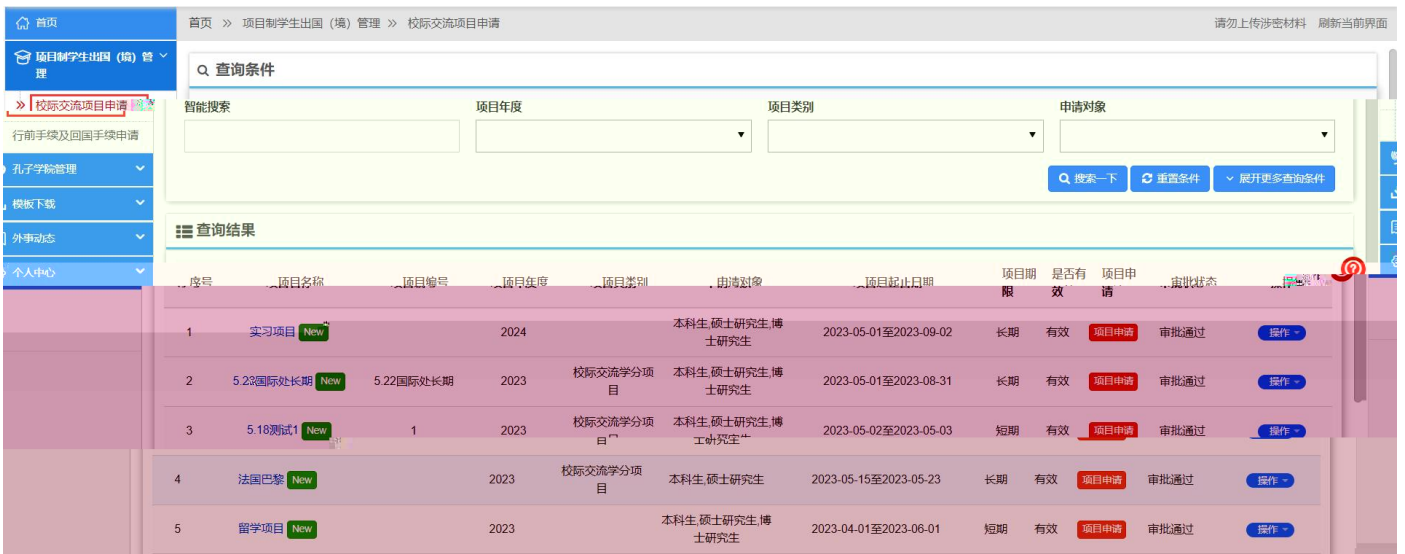 首页
首页 >> 项目制学生出国（境）管理 >> 校际交流项目申请
请勿上传涉密材料 刷新当前界面
项目制学生出国（境）管
理
查询条件
>> 校际交流项目申请
智能搜索 项目年度 项目类别 申请对象
行前手续及回国手续申请
孔子学院管理
搜索一下 重置条件 展开更多查询条件
模板下载
外事动态
查询结果
个人中心
序号 项目名称 项目编号 项目年度 项目类别 申请对象 项目起止日期 项目期限 是否有效 项目申请 审批状态
1 实习项目 New 2024 本科生,硕士研究生,博士研究生 2023-05-01至2023-09-02 长期 有效 项目申请 审批通过 操作
2 5.23国际处长期 New 5.22国际处长期 2023 校际交流学分项目 本科生,硕士研究生,博士研究生 2023-05-01至2023-08-31 长期 有效 项目申请 审批通过 操作
3 5.18测试1 New 1 2023 校际交流学分项目 本科生,硕士研究生,博士研究生 2023-05-02至2023-05-03 短期 有效 项目申请 审批通过 操作
4 法国巴黎 New 2023 校际交流学分项目 本科生,硕士研究生 2023-05-15至2023-05-23 长期 有效 项目申请 审批通过 操作
5 留学项目 New 2023 本科生,硕士研究生,博士研究生 2023-04-01至2023-06-01 短期 有效 项目申请 审批通过 操作